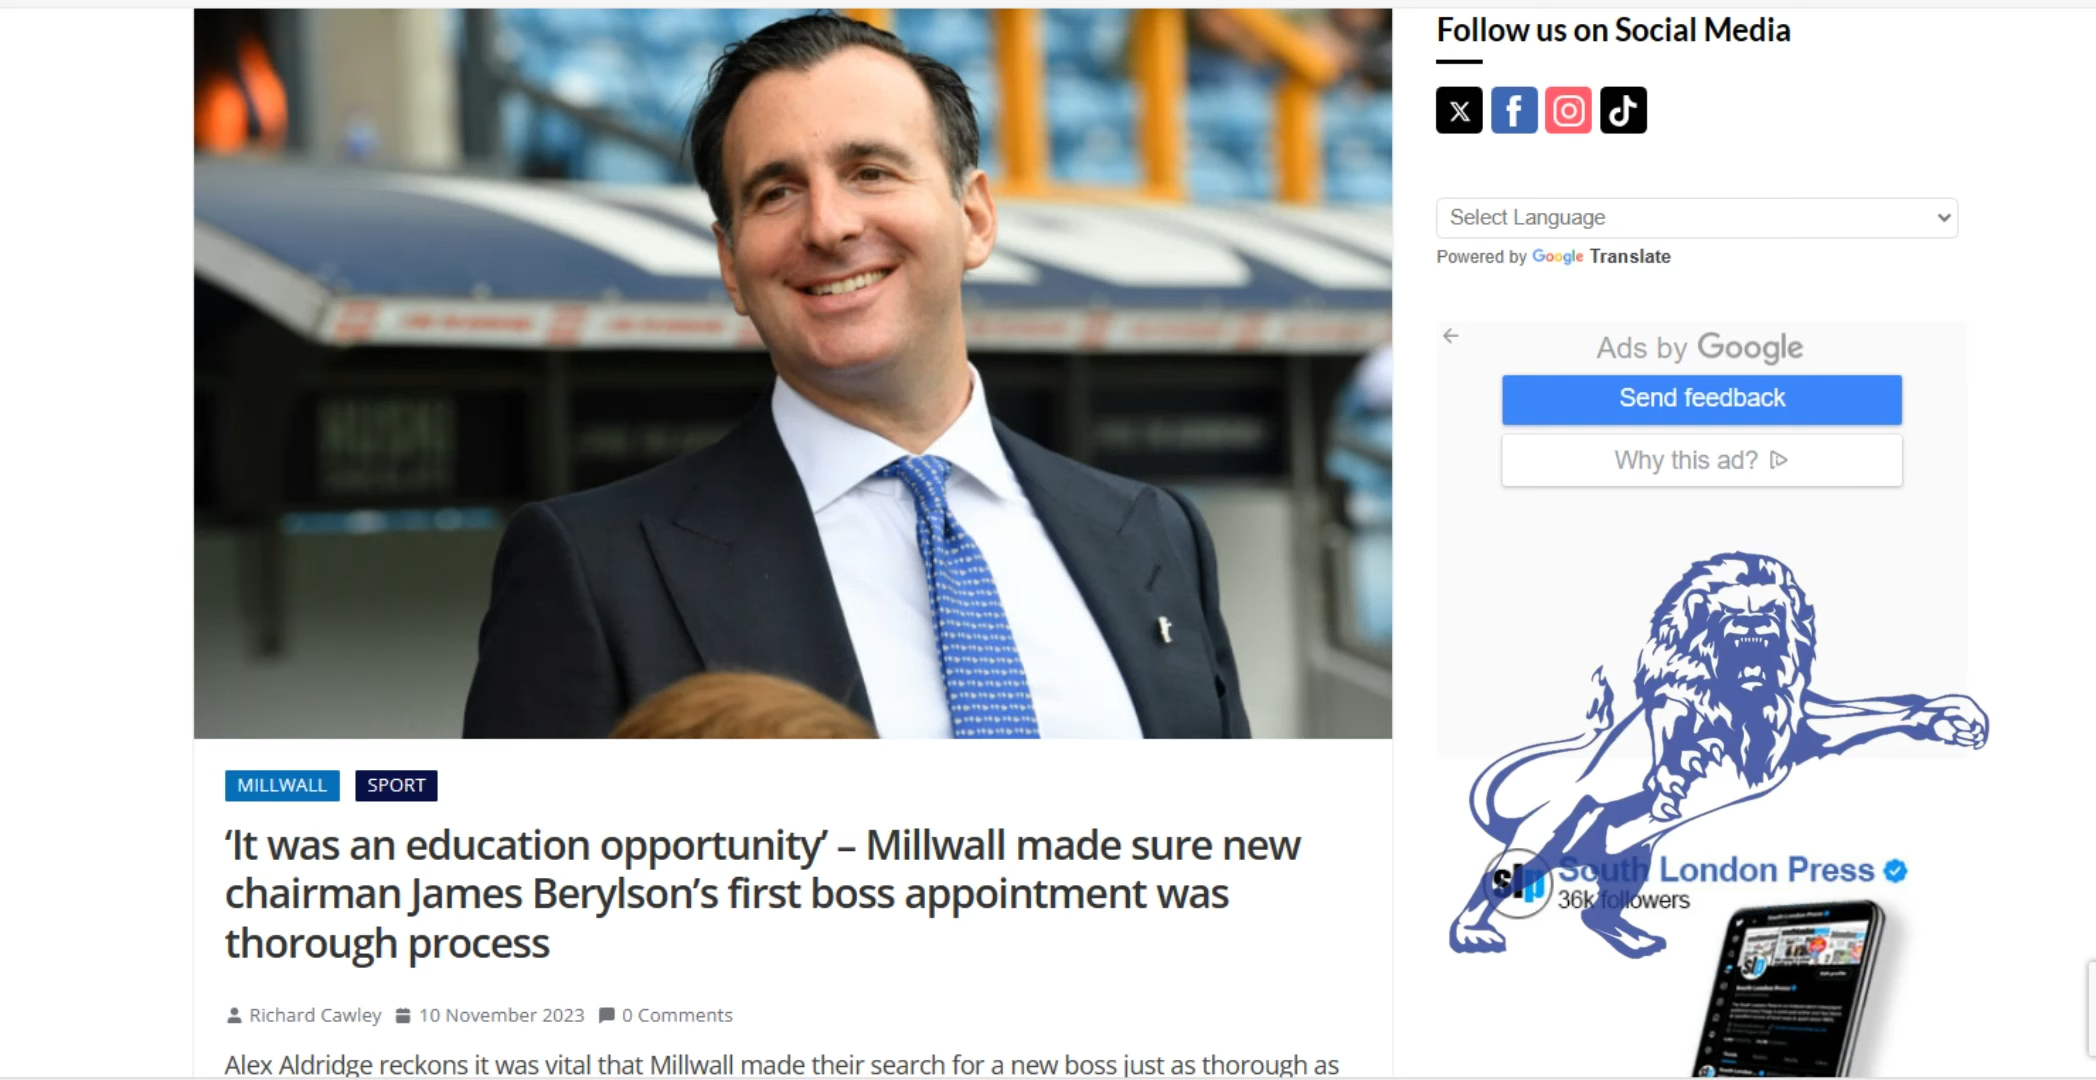 Follow us on Social Media
Select Language
Powered by Google Translate
Ads by Google
Send feedback
Why this ad?
MILLWALL
SPORT
‘It was an education opportunity’ – Millwall made sure new
chairman James Berylson’s first boss appointment was
thorough process
Richard Cawley 10 November 2023 0 Comments
Alex Aldridge reckons it was vital that Millwall made their search for a new boss just as thorough as
slp
South London Press
36k followers